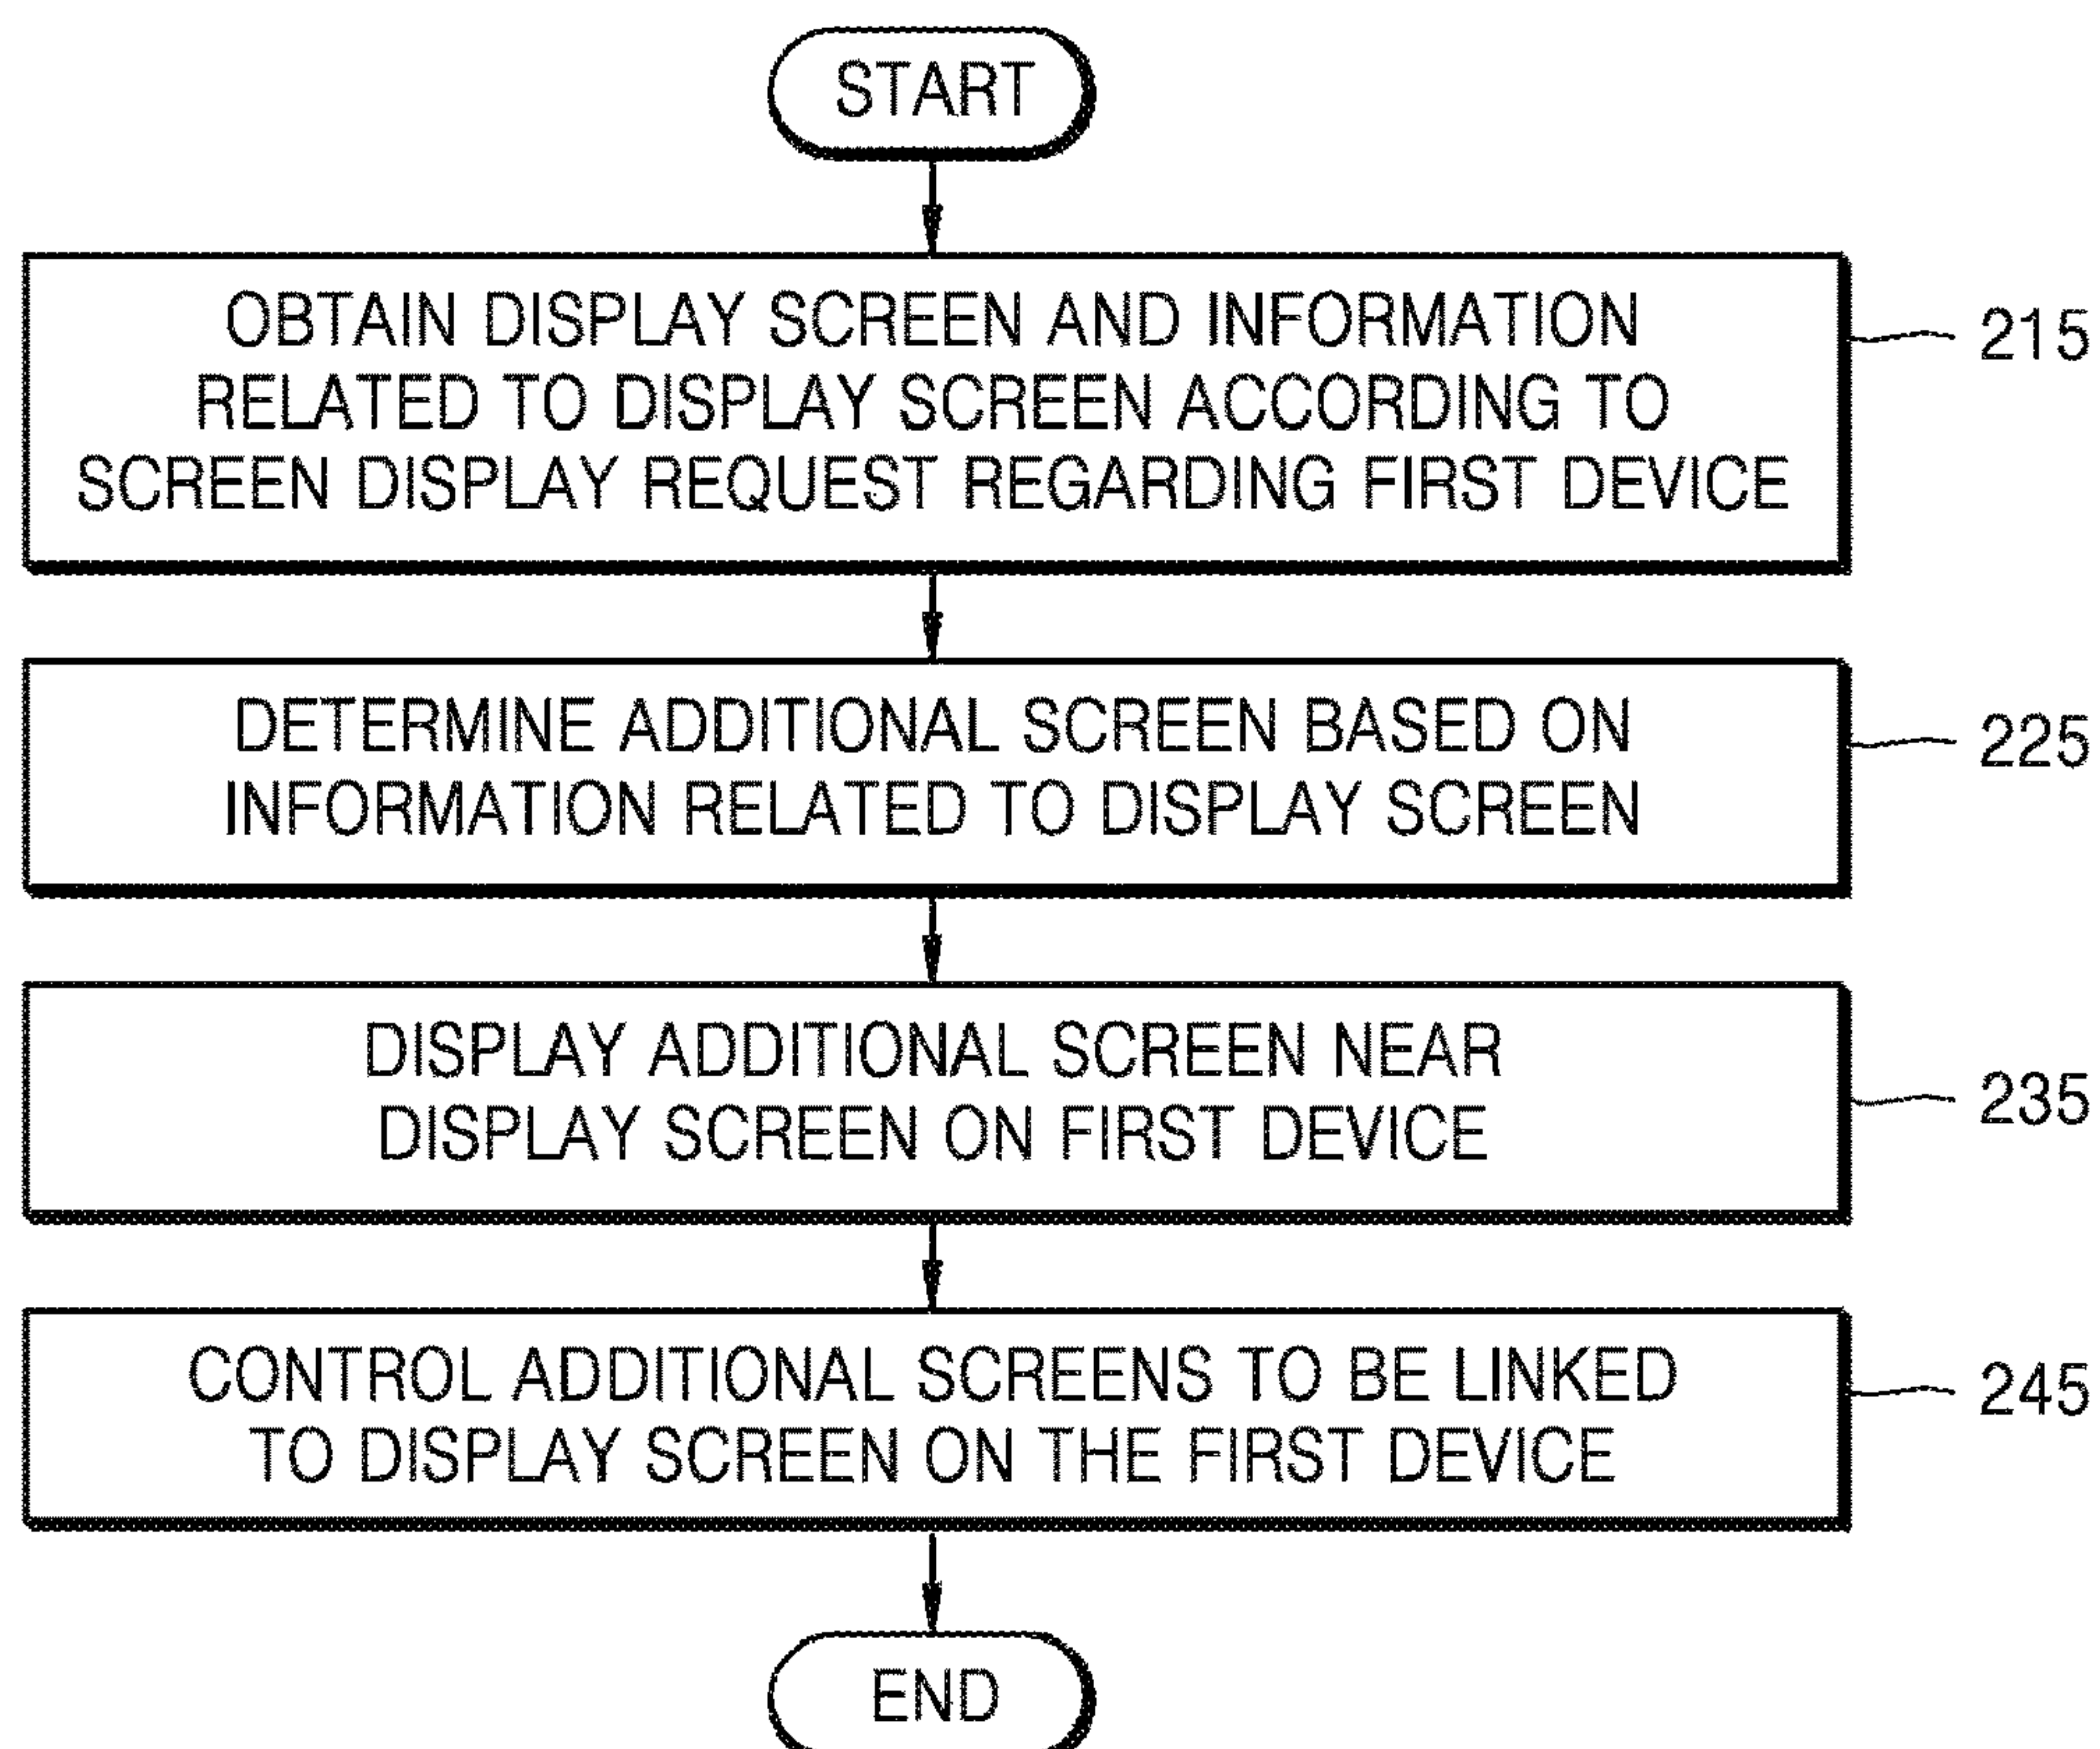 START
OBTAIN DISPLAY SCREEN AND INFORMATION
RELATED TO DISPLAY SCREEN ACCORDING TO
SCREEN DISPLAY REQUEST REGARDING FIRST DEVICE
215
DETERMINE ADDITIONAL SCREEN BASED ON
INFORMATION RELATED TO DISPLAY SCREEN
225
DISPLAY ADDITIONAL SCREEN NEAR
DISPLAY SCREEN ON FIRST DEVICE
235
CONTROL ADDITIONAL SCREENS TO BE LINKED
TO DISPLAY SCREEN ON THE FIRST DEVICE
245
END